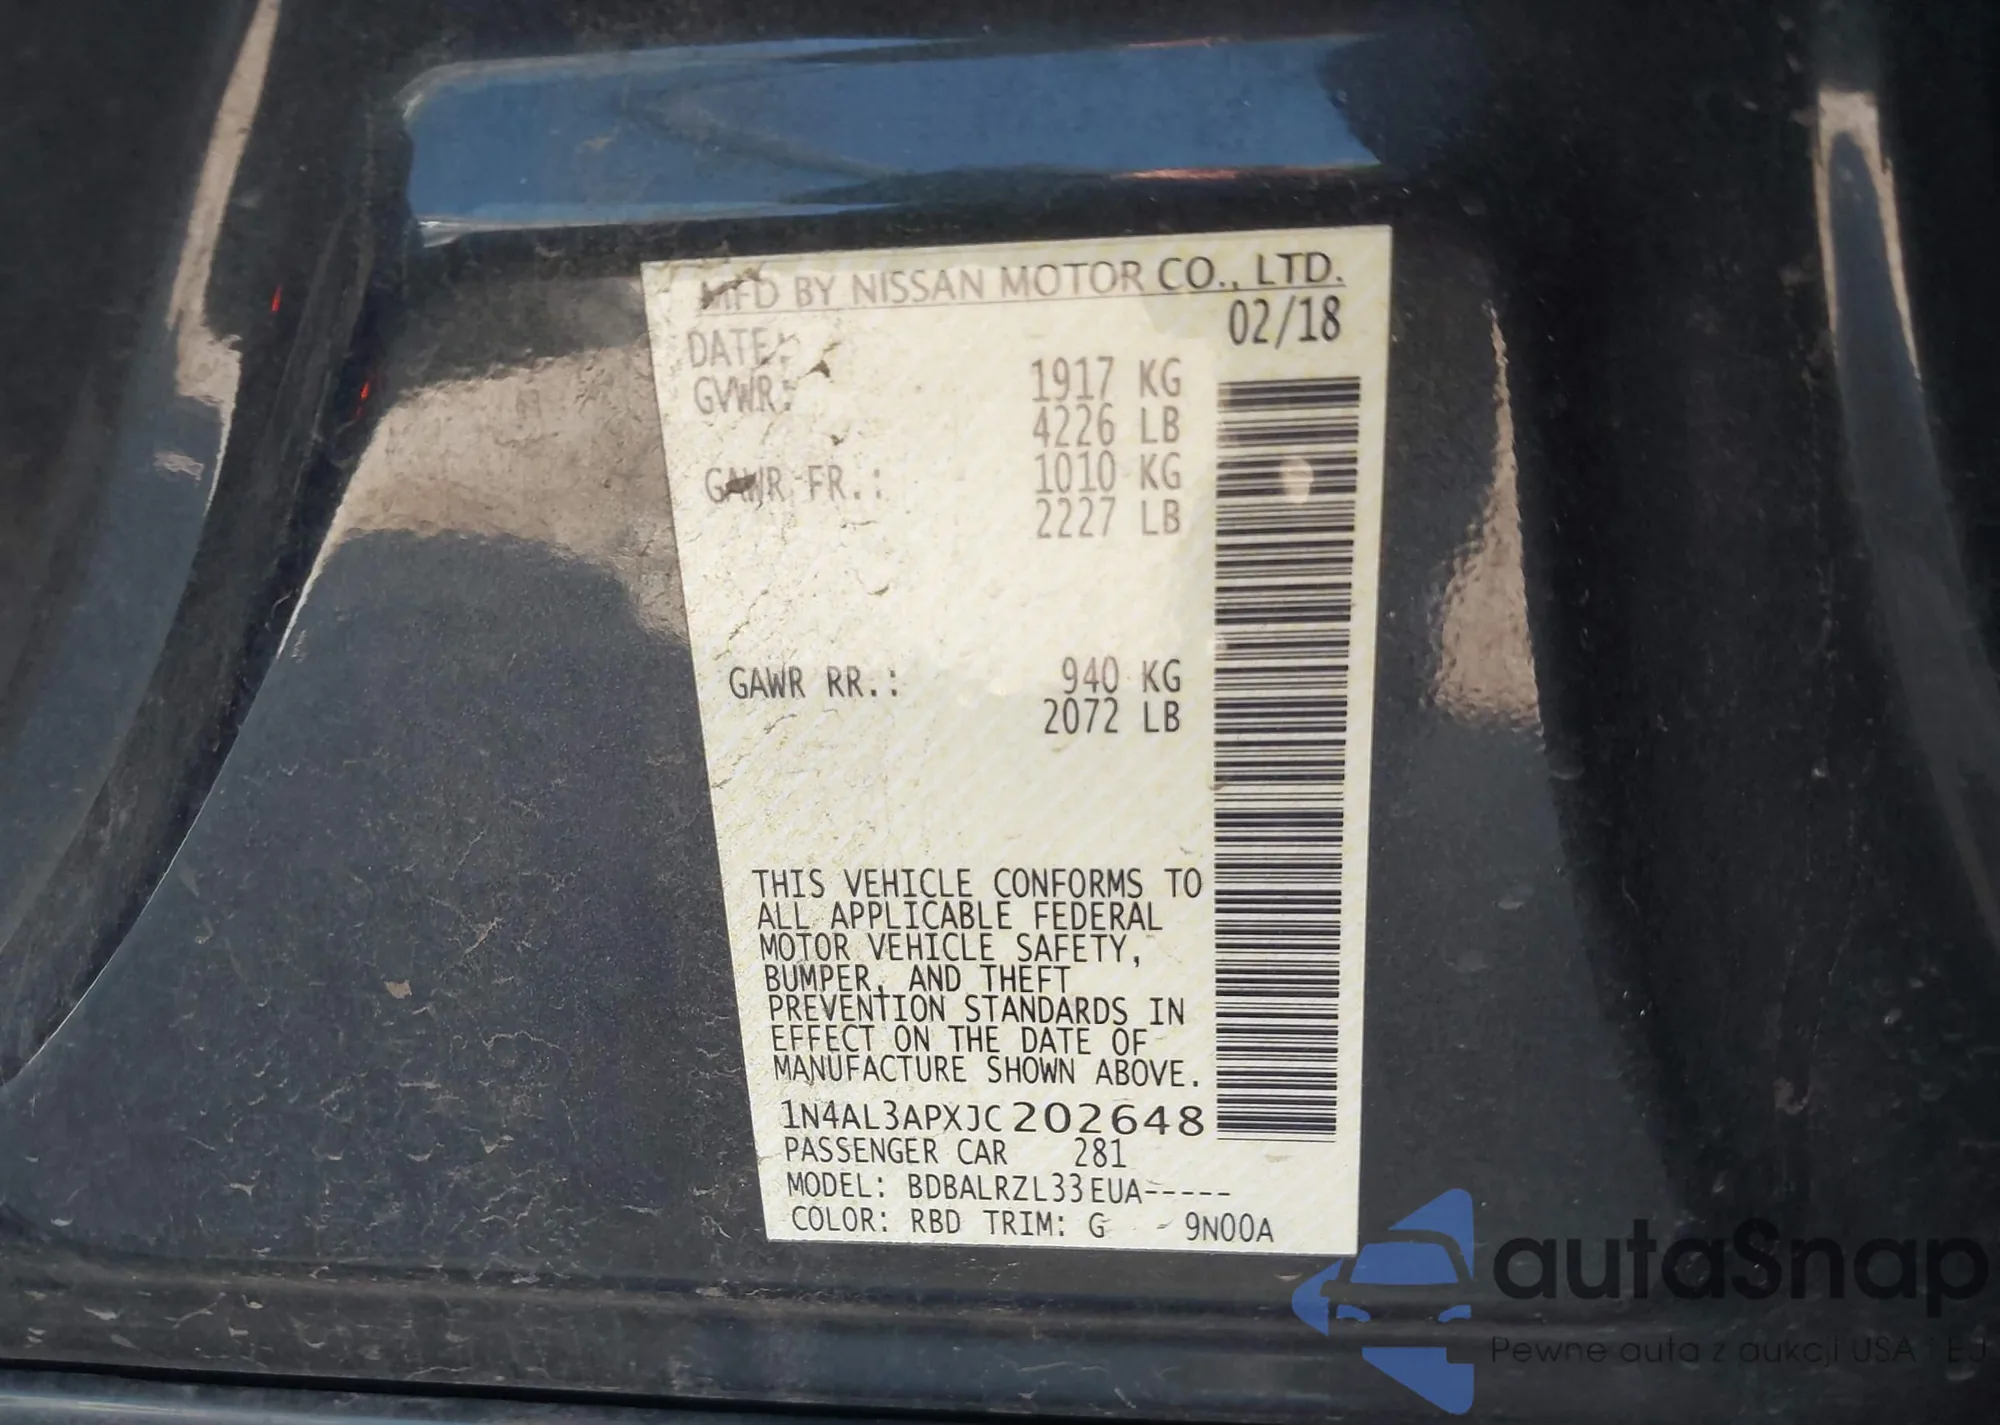 MFD BY NISSAN MOTOR CO., LTD.
DATE: 02/18
GVWR: 1917 KG
4226 LB
GAWR FR.: 1010 KG
2227 LB
GAWR RR.: 940 KG
2072 LB
THIS VEHICLE CONFORMS TO
ALL APPLICABLE FEDERAL
MOTOR VEHICLE SAFETY,
BUMPER, AND THEFT
PREVENTION STANDARDS IN
EFFECT ON THE DATE OF
MANUFACTURE SHOWN ABOVE.
1N4AL3APXJC202648
PASSENGER CAR 281
MODEL: BDBALRZL33EUA-----
COLOR: RBD TRIM: G - 9N00A
autaSnap
Pewne auta z aukcji USA i EU